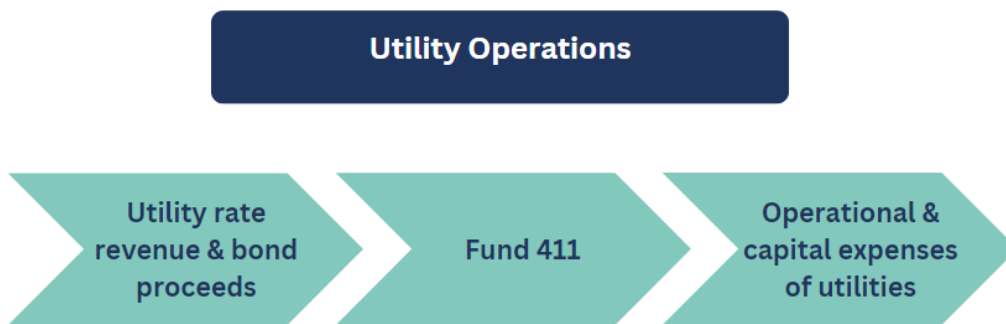 Utility Operations
Utility rate
revenue & bond
proceeds
Fund 411
Operational &
capital expenses
of utilities